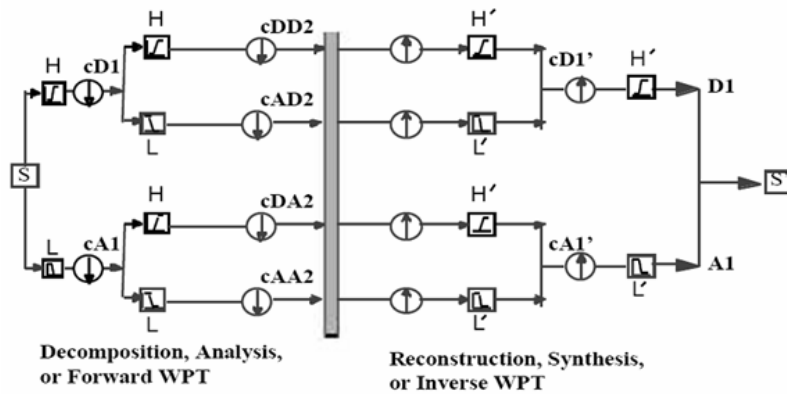 H cDD2 H′
H cD1 cAD2 cD1’ H′ D1
L L′
S S'
H H′
L cA1 cDA2 cA1’ A1
cAA2 L′
L L′
Decomposition, Analysis, Reconstruction, Synthesis,
or Forward WPT or Inverse WPT